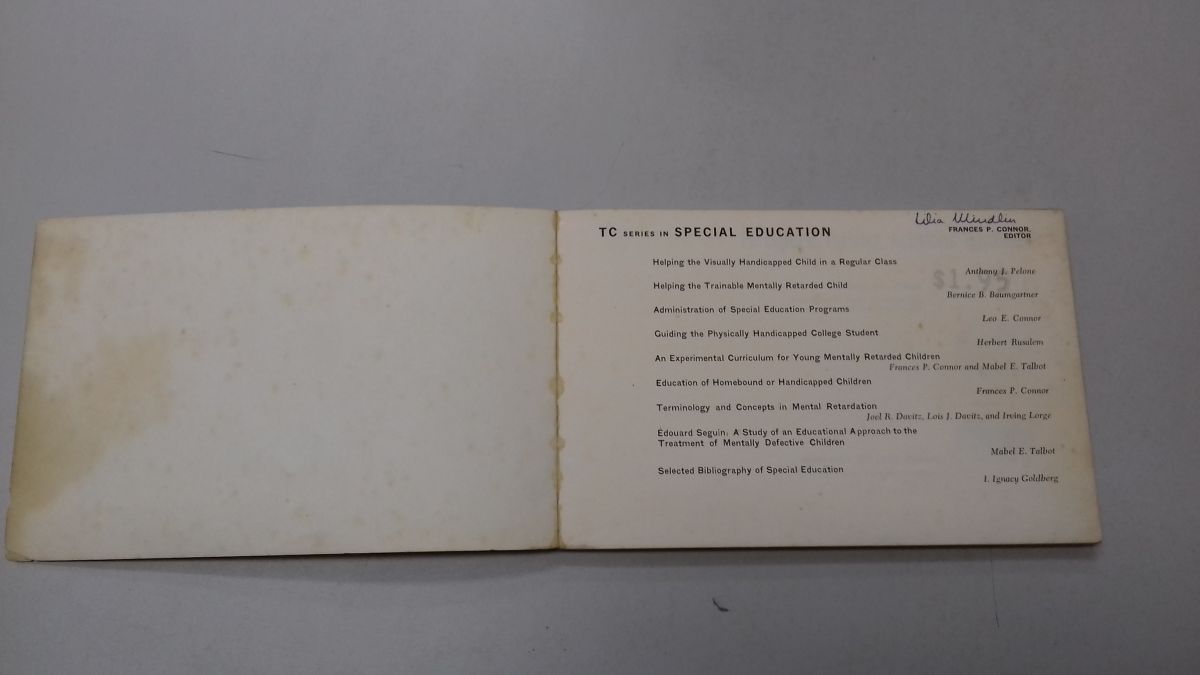 Lilia Mindlin
TC SERIES IN SPECIAL EDUCATION
FRANCES P. CONNOR,
EDITOR
Helping the Visually Handicapped Child in a Regular Class
Anthony J. Pelone
$1.95
Helping the Trainable Mentally Retarded Child
Bernice B. Baumgartner
Administration of Special Education Programs
Leo E. Connor
Guiding the Physically Handicapped College Student
Herbert Rusalem
An Experimental Curriculum for Young Mentally Retarded Children
Frances P. Connor and Mabel E. Talbot
Education of Homebound or Handicapped Children
Frances P. Connor
Terminology and Concepts in Mental Retardation
Joel R. Davitz, Lois J. Davitz, and Irving Lorge
Édouard Seguin: A Study of an Educational Approach to the
Treatment of Mentally Defective Children
Mabel E. Talbot
Selected Bibliography of Special Education
I. Ignacy Goldberg